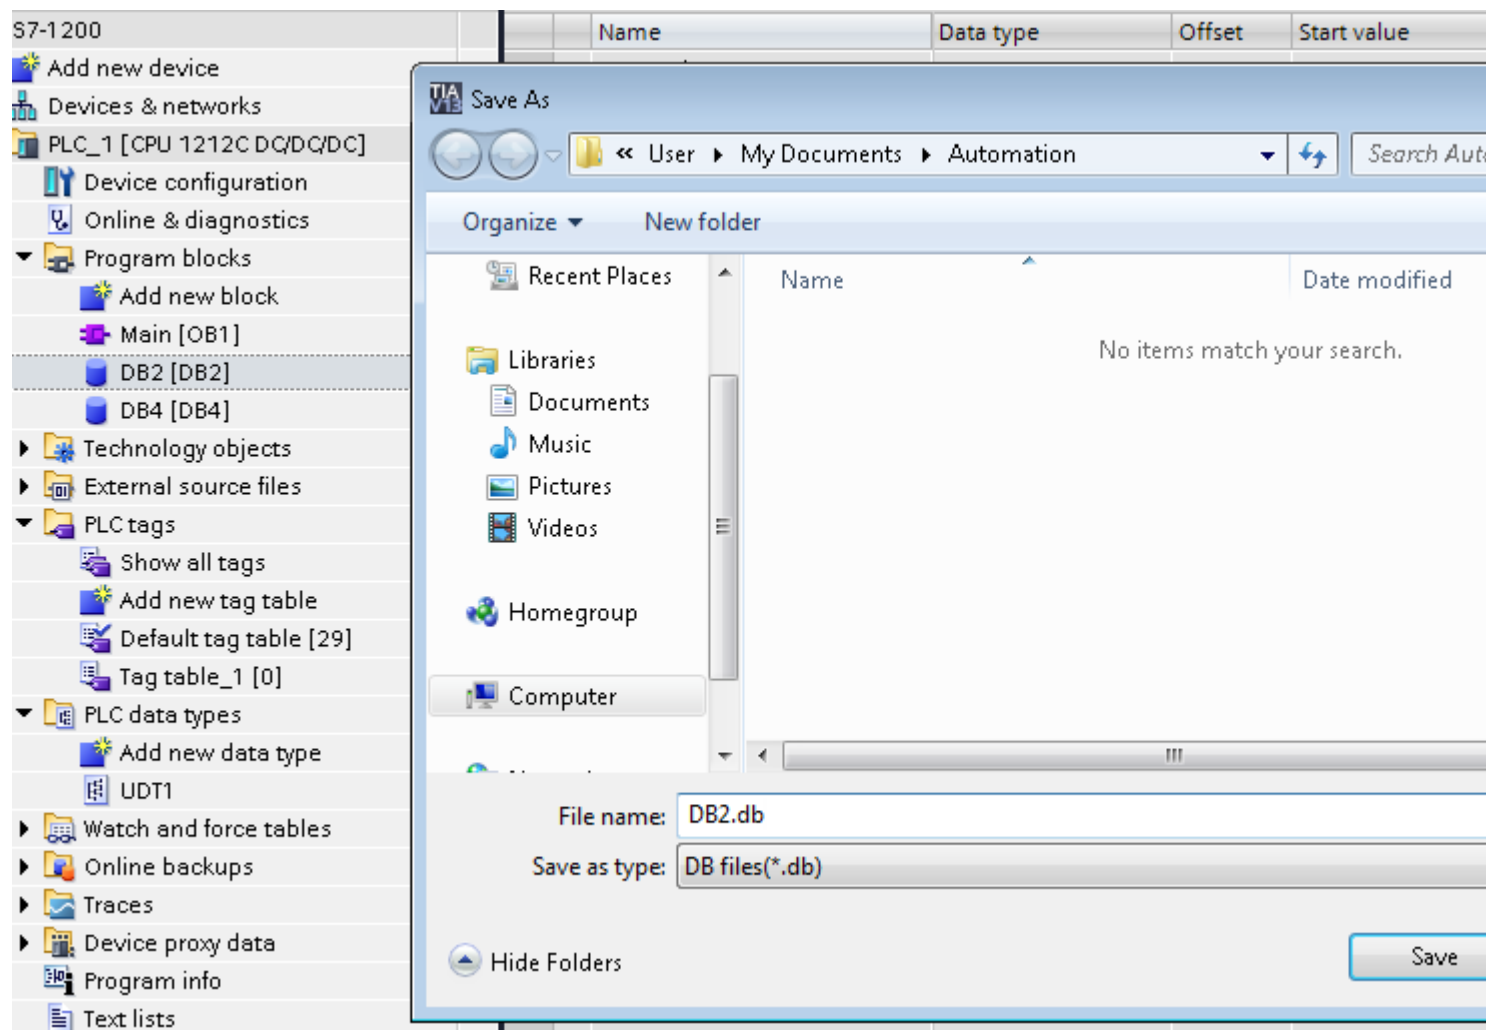 S7-1200
Add new device
Devices & networks
PLC_1 [CPU 1212C DC/DC/DC]
Device configuration
Online & diagnostics
Program blocks
Add new block
Main [OB1]
DB2 [DB2]
DB4 [DB4]
Technology objects
External source files
PLC tags
Show all tags
Add new tag table
Default tag table [29]
Tag table_1 [0]
PLC data types
Add new data type
UDT1
Watch and force tables
Online backups
Traces
Device proxy data
Program info
Text lists
Name Data type Offset Start value
TIA V13 Save As
« User My Documents Automation Search Aut
Organize New folder
Recent Places
Libraries
Documents
Music
Pictures
Videos
Homegroup
Computer
Name Date modified
No items match your search.
File name: DB2.db
Save as type: DB files(*.db)
Hide Folders Save